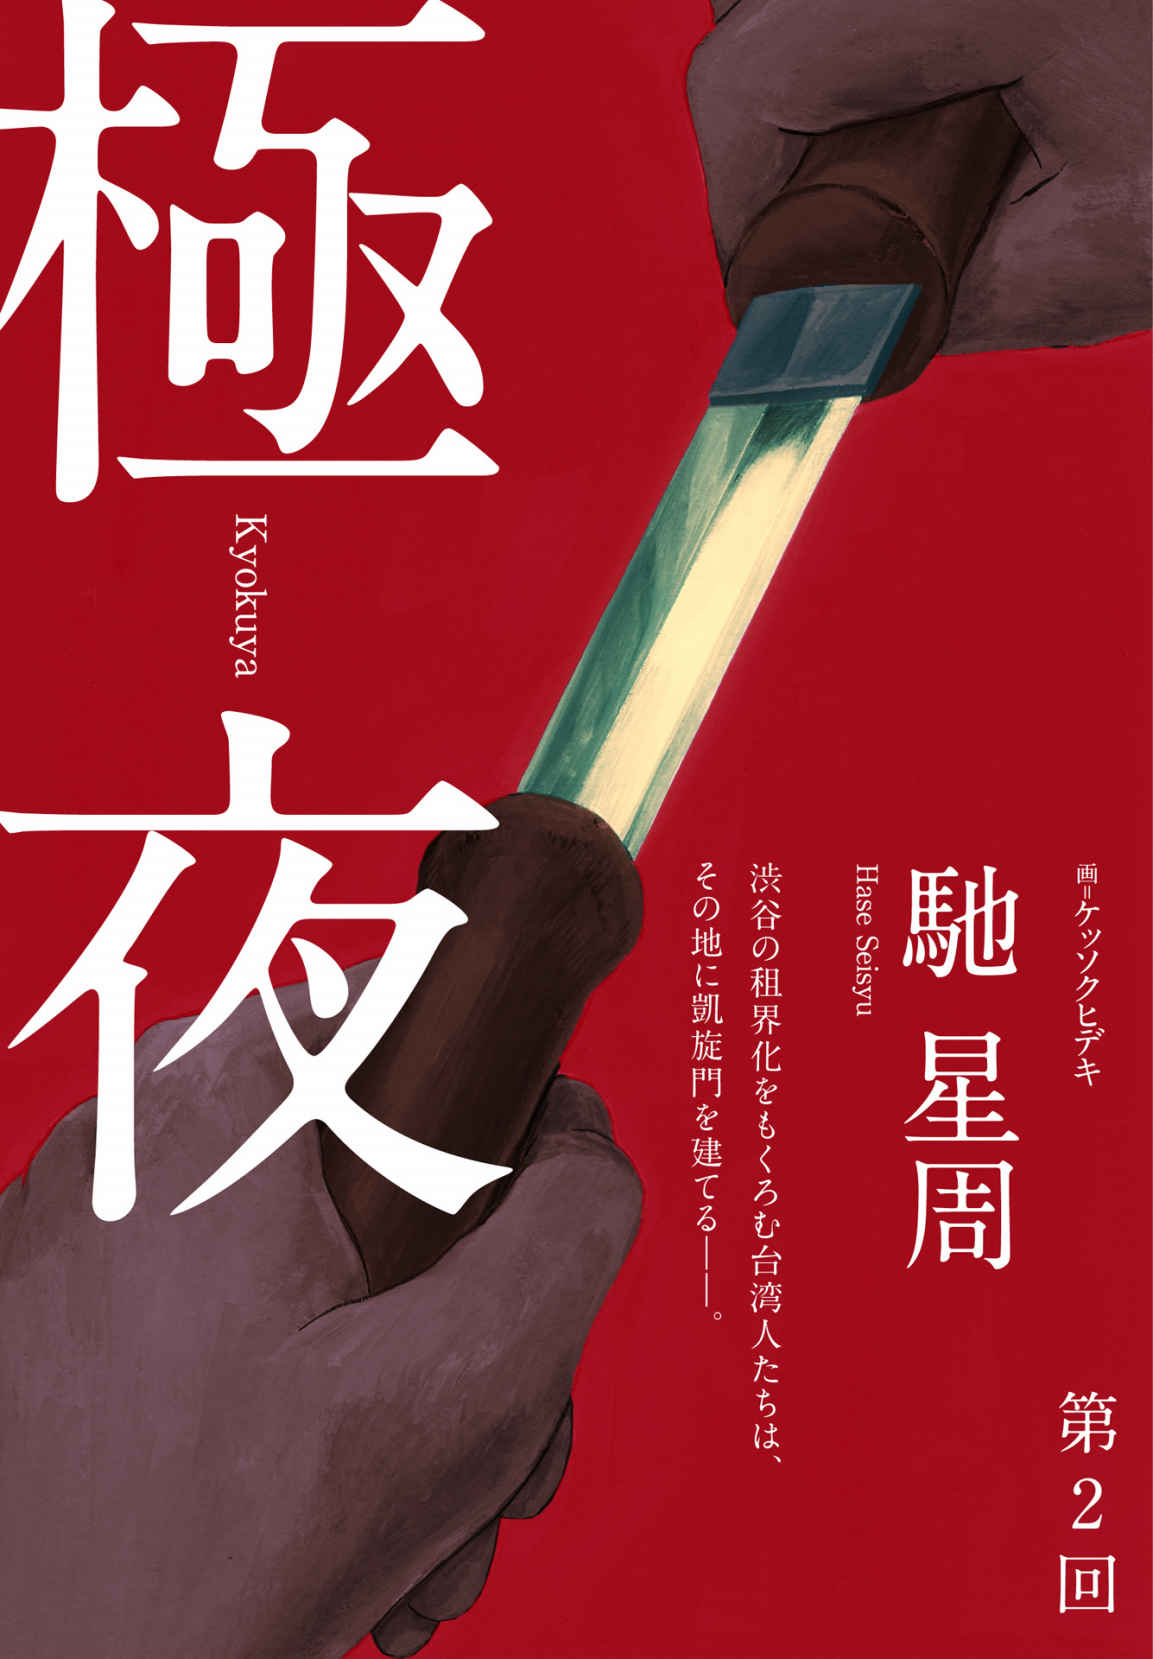 第2回
画=ケッソクヒデキ
馳 星周
Hase Seisyu
渋谷の租界化をもくろむ台湾人たちは、
その地に凱旋門を建てる——。
極夜
Kyokuya